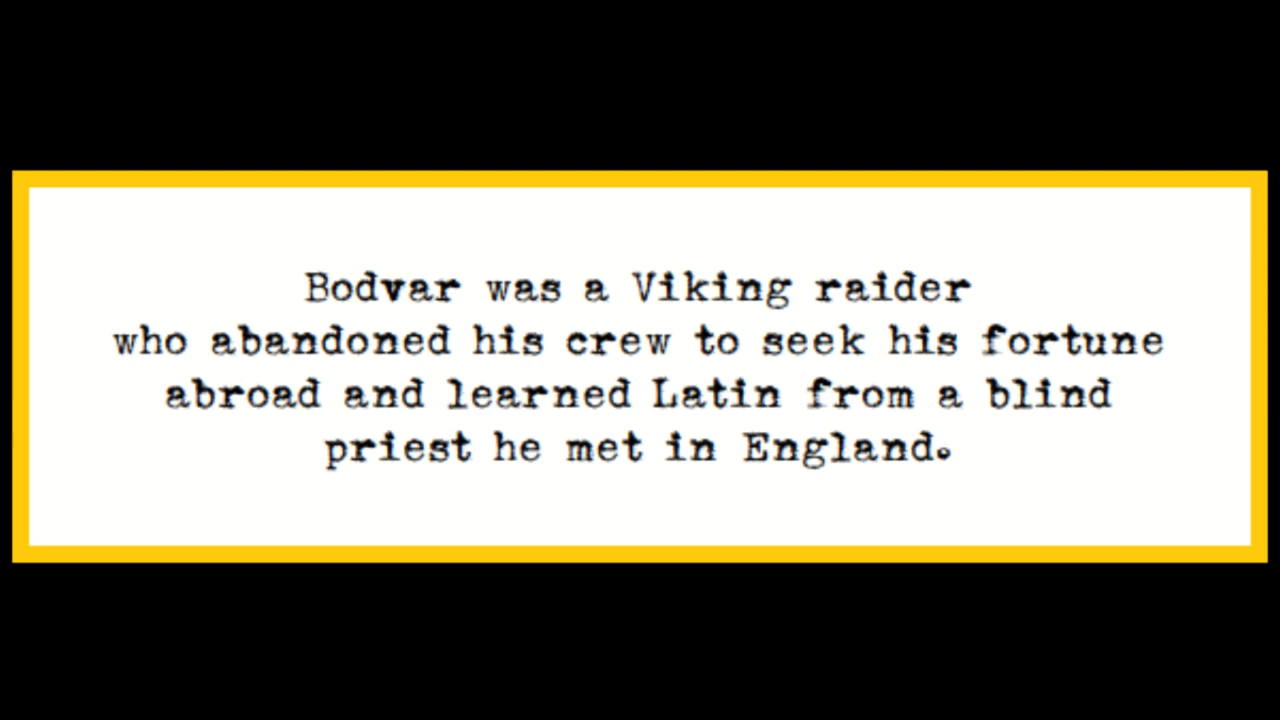 Bodvar was a Viking raider
who abandoned his crew to seek his fortune
abroad and learned Latin from a blind
priest he met in England.